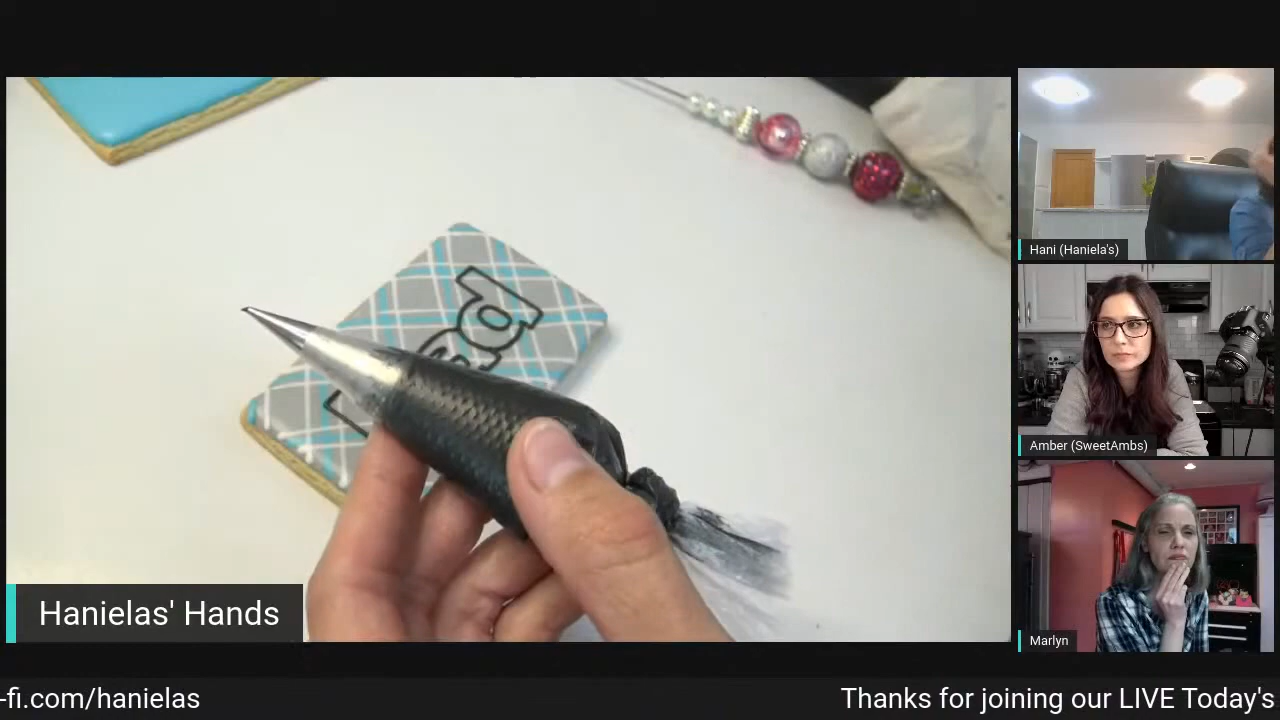 Hani (Haniela's)
Amber (SweetAmbs)
Hanielas' Hands
Marlyn
-fi.com/hanielas
Thanks for joining our LIVE Today's